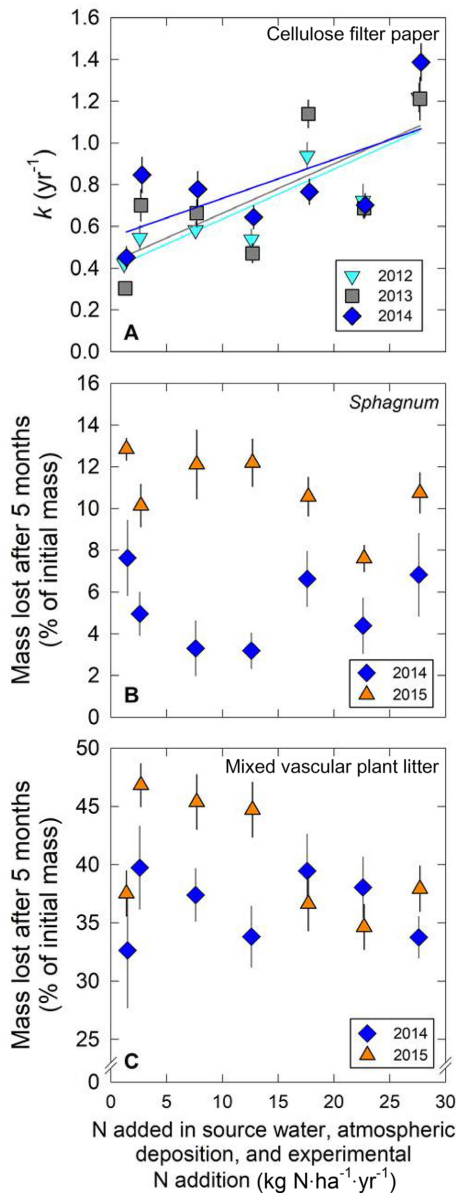 Cellulose filter paper
k (yr⁻¹)
1.6
1.4
1.2
1.0
0.8
0.6
0.4
0.2
0.0
A
2012
2013
2014
Sphagnum
Mass lost after 5 months
(% of initial mass)
16
14
12
10
8
6
4
2
0
B
2014
2015
Mixed vascular plant litter
Mass lost after 5 months
(% of initial mass)
50
45
40
35
30
25
0
C
2014
2015
0 5 10 15 20 25 30
N added in source water, atmospheric
deposition, and experimental
N addition (kg N·ha⁻¹·yr⁻¹)